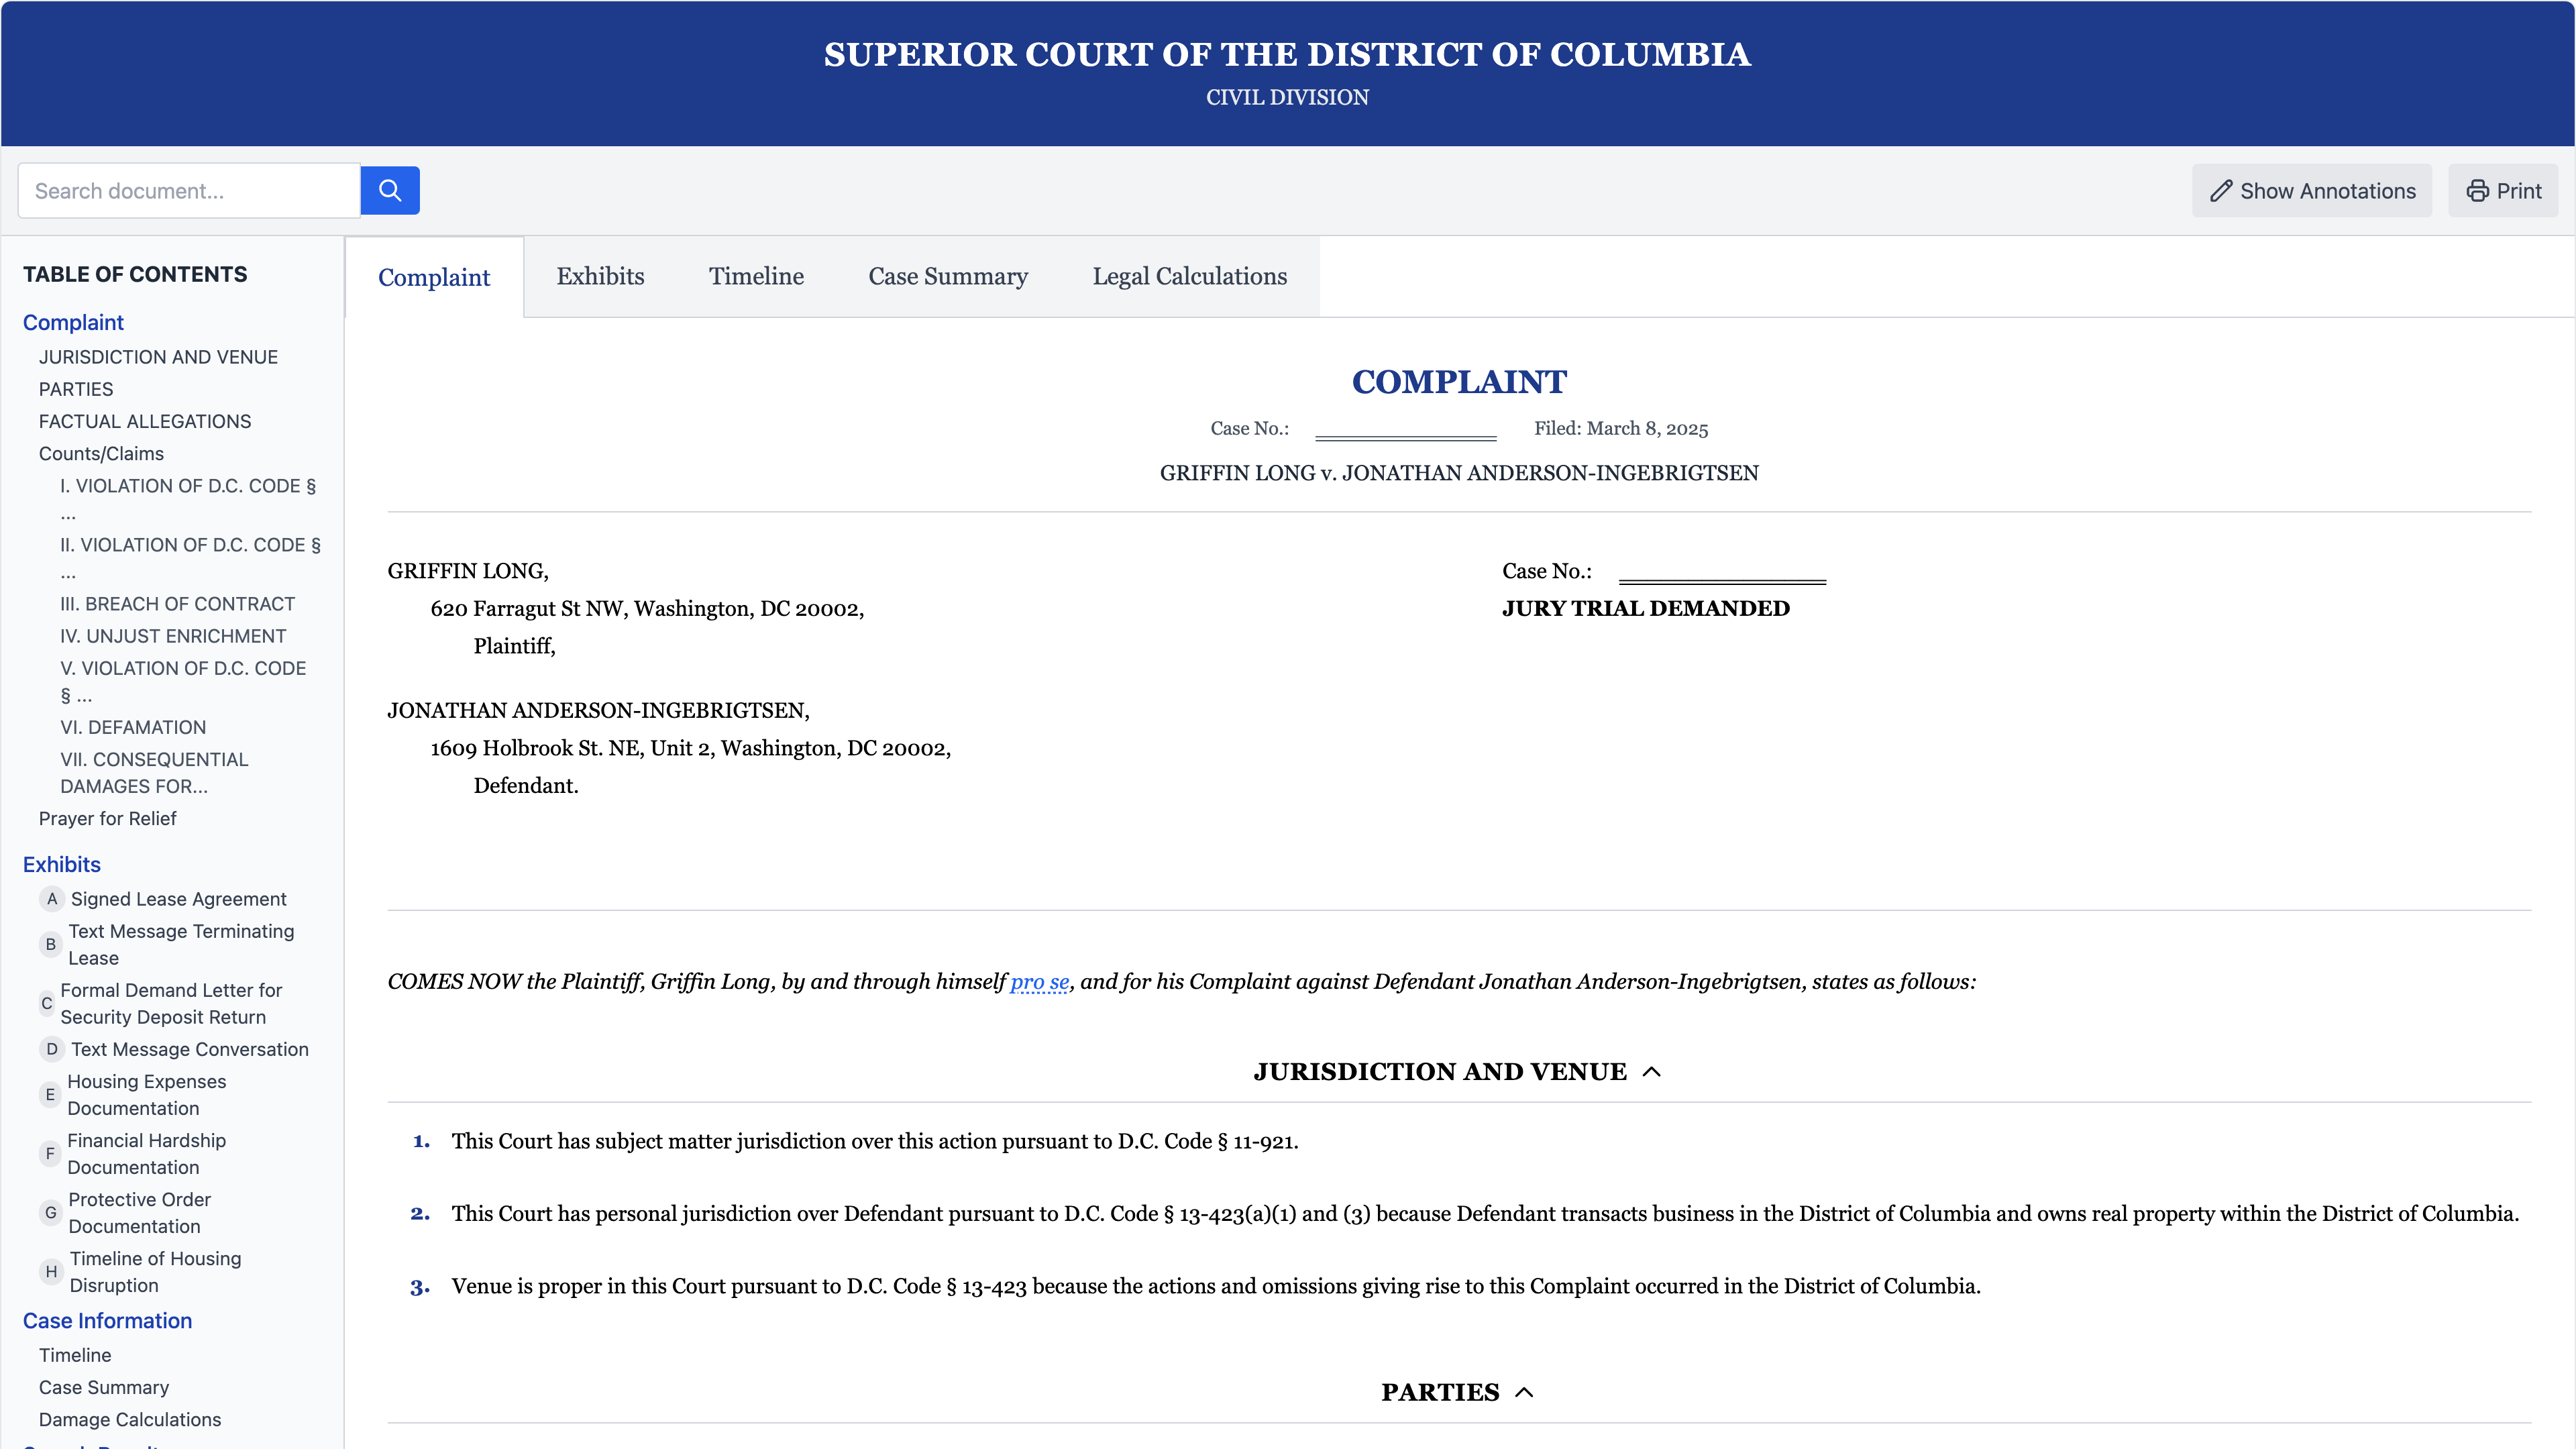 SUPERIOR COURT OF THE DISTRICT OF COLUMBIA
CIVIL DIVISION
Search document...
Show Annotations
Print
TABLE OF CONTENTS
Complaint
JURISDICTION AND VENUE
PARTIES
FACTUAL ALLEGATIONS
Counts/Claims
I. VIOLATION OF D.C. CODE §
...
II. VIOLATION OF D.C. CODE §
...
III. BREACH OF CONTRACT
IV. UNJUST ENRICHMENT
V. VIOLATION OF D.C. CODE
§ ...
VI. DEFAMATION
VII. CONSEQUENTIAL
DAMAGES FOR...
Prayer for Relief
Exhibits
A Signed Lease Agreement
B Text Message Terminating
Lease
C Formal Demand Letter for
Security Deposit Return
D Text Message Conversation
E Housing Expenses
Documentation
F Financial Hardship
Documentation
G Protective Order
Documentation
H Timeline of Housing
Disruption
Case Information
Timeline
Case Summary
Damage Calculations
Complaint
Exhibits
Timeline
Case Summary
Legal Calculations
COMPLAINT
Case No.: ________________ Filed: March 8, 2025
GRIFFIN LONG v. JONATHAN ANDERSON-INGEBRIGTSEN
GRIFFIN LONG,
620 Farragut St NW, Washington, DC 20002,
Plaintiff,
JONATHAN ANDERSON-INGEBRIGTSEN,
1609 Holbrook St. NE, Unit 2, Washington, DC 20002,
Defendant.
Case No.: ________________
JURY TRIAL DEMANDED
COMES NOW the Plaintiff, Griffin Long, by and through himself pro se, and for his Complaint against Defendant Jonathan Anderson-Ingebrigtsen, states as follows:
JURISDICTION AND VENUE
1. This Court has subject matter jurisdiction over this action pursuant to D.C. Code § 11-921.
2. This Court has personal jurisdiction over Defendant pursuant to D.C. Code § 13-423(a)(1) and (3) because Defendant transacts business in the District of Columbia and owns real property within the District of Columbia.
3. Venue is proper in this Court pursuant to D.C. Code § 13-423 because the actions and omissions giving rise to this Complaint occurred in the District of Columbia.
PARTIES